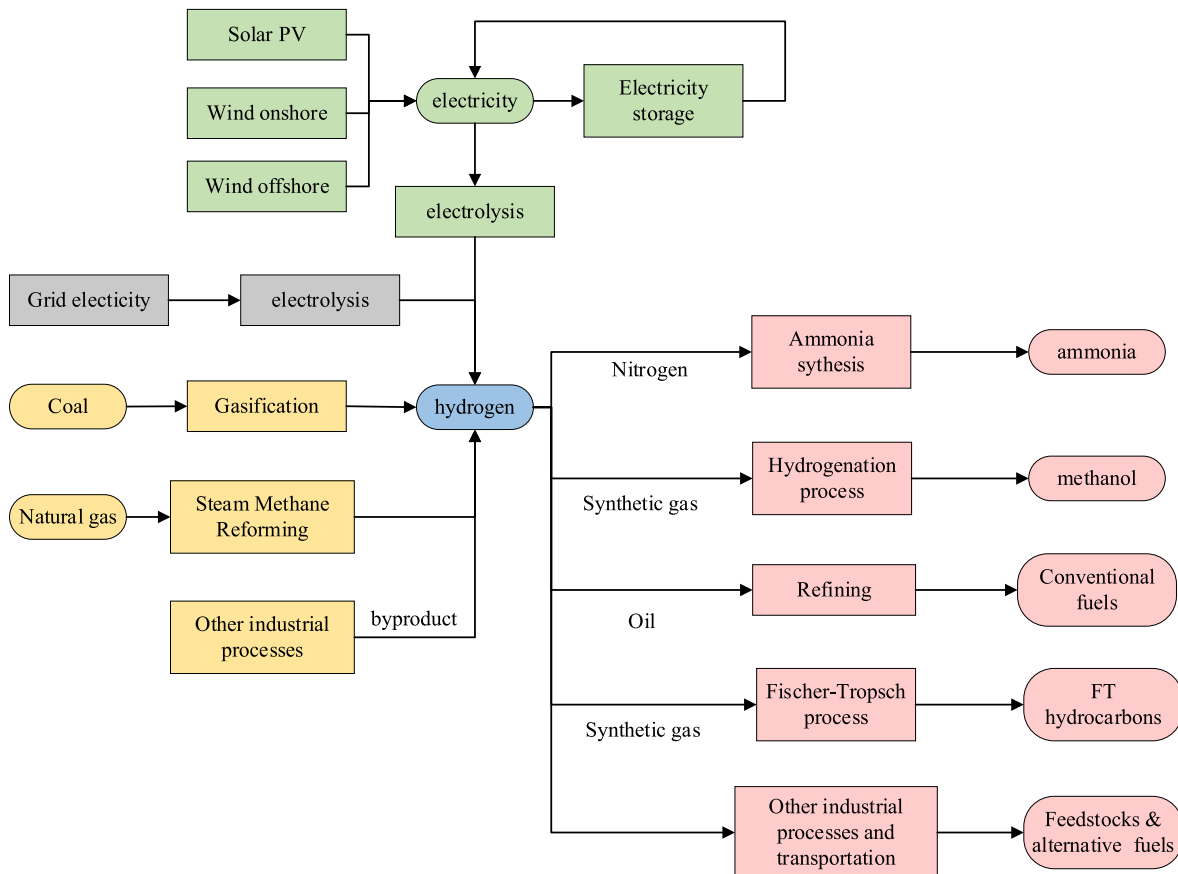 Solar PV
Wind onshore
Wind offshore
electricity
Electricity
storage
electrolysis
Grid electicity
electrolysis
Coal
Gasification
hydrogen
Natural gas
Steam Methane
Reforming
Other industrial
processes
byproduct
Nitrogen
Ammonia
sythesis
ammonia
Synthetic gas
Hydrogenation
process
methanol
Oil
Refining
Conventional
fuels
Synthetic gas
Fischer-Tropsch
process
FT
hydrocarbons
Other industrial
processes and
transportation
Feedstocks &
alternative fuels